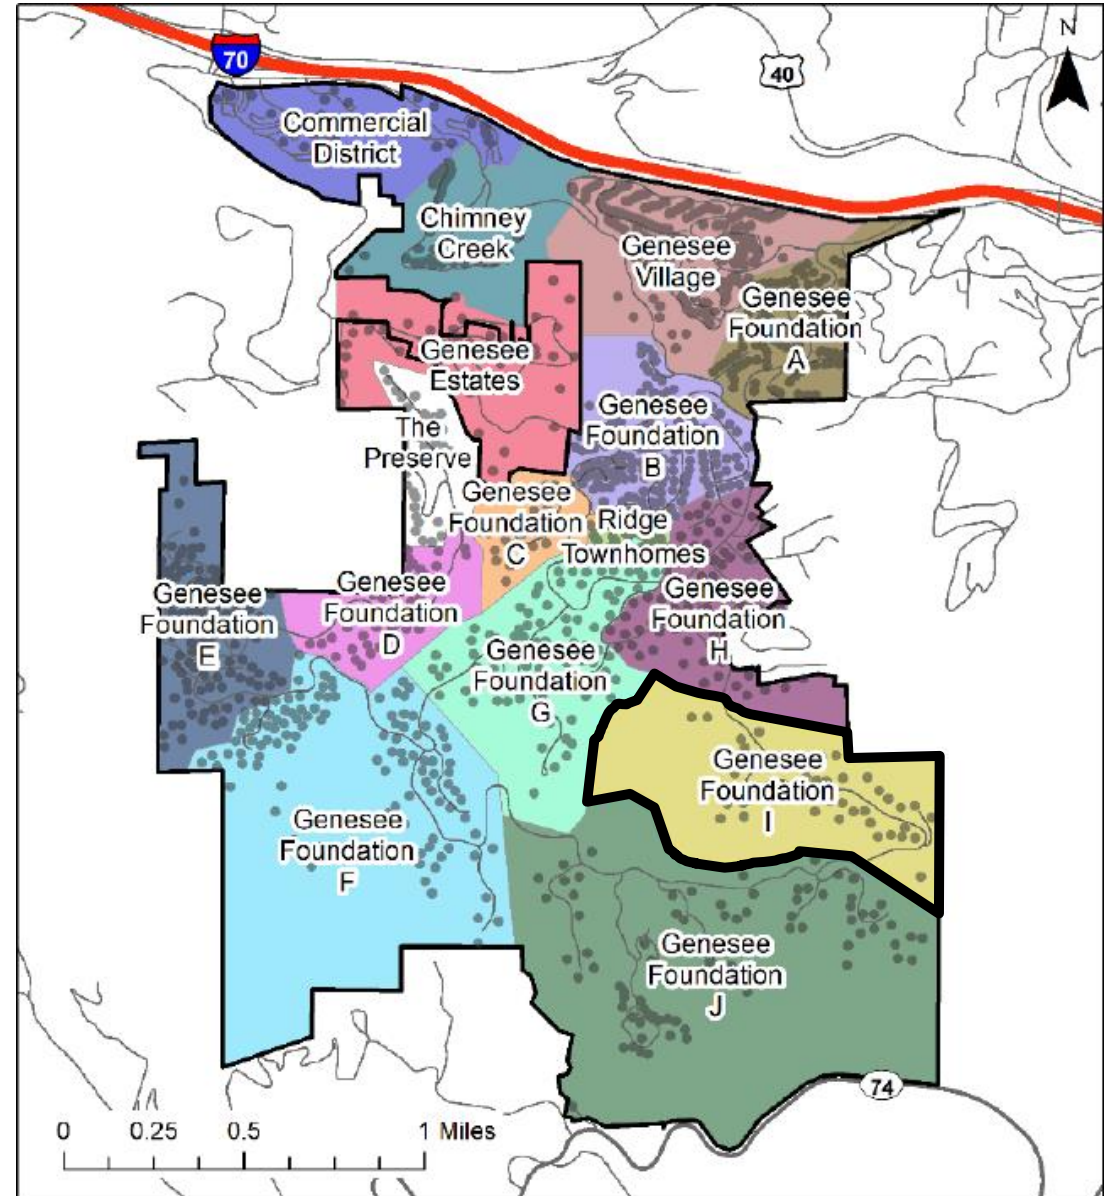 70
40
N
Commercial
District
Chimney
Creek
Genesee
Village
Genesee
Foundation
A
Genesee
Estates
Genesee
Foundation
B
The
Preserve
Genesee
Foundation
C
Ridge
Townhomes
Genesee
Foundation
D
Genesee
Foundation
E
Genesee
Foundation
H
Genesee
Foundation
G
Genesee
Foundation
I
Genesee
Foundation
F
Genesee
Foundation
J
74
0 0.25 0.5 1 Miles